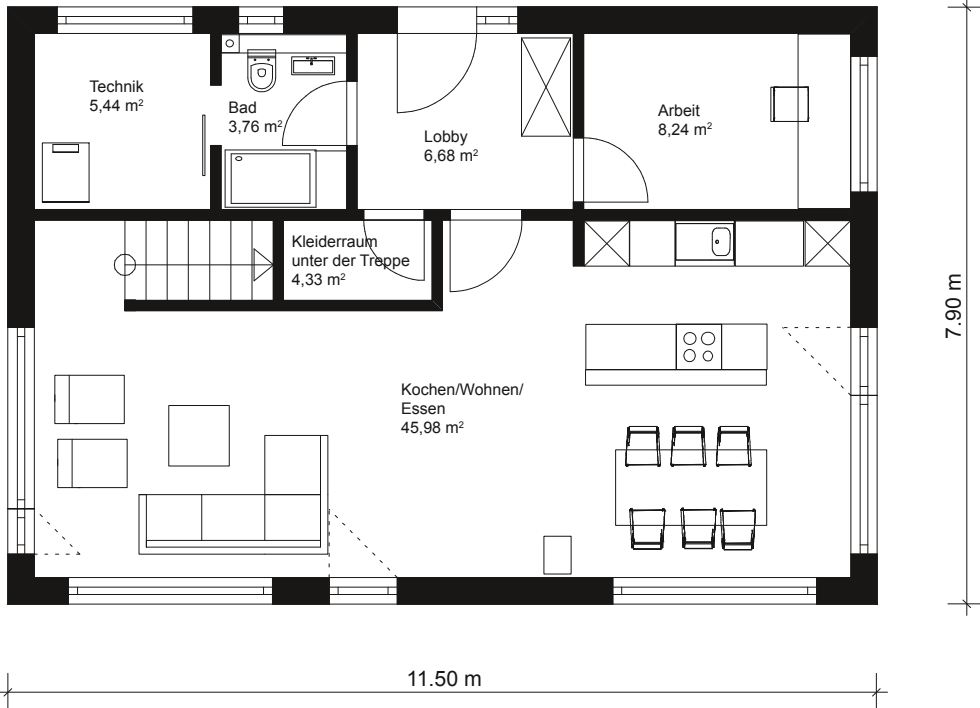 Technik
5,44 m²
Bad
3,76 m²
Lobby
6,68 m²
Arbeit
8,24 m²
Kleiderraum
unter der Treppe
4,33 m²
Kochen/Wohnen/
Essen
45,98 m²
7.90 m
11.50 m